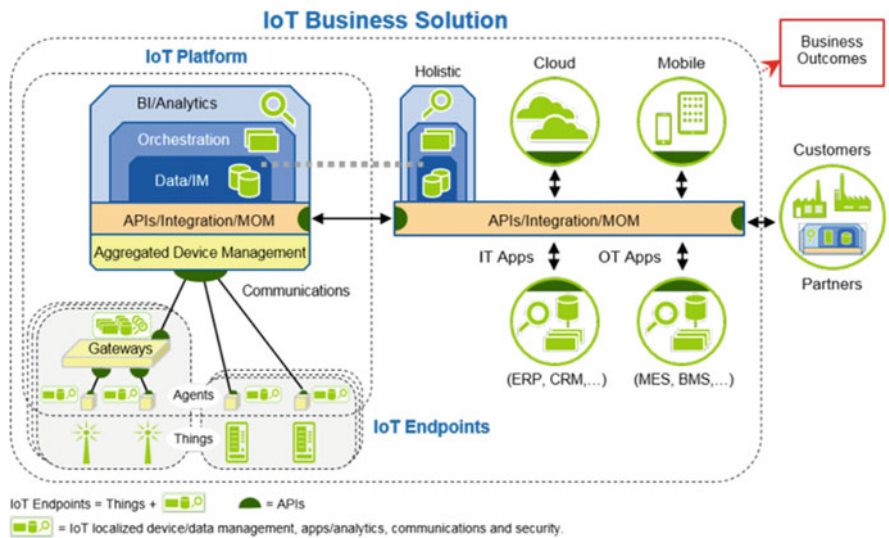 IoT Business Solution
Business
Outcomes
IoT Platform
Holistic
Cloud
Mobile
BI/Analytics
Orchestration
Data/IM
Customers
APIs/Integration/MOM
APIs/Integration/MOM
Aggregated Device Management
IT Apps
OT Apps
Communications
Partners
Gateways
(ERP, CRM,...)
(MES, BMS,...)
Agents
IoT Endpoints
Things
IoT Endpoints = Things + = APIs
= IoT localized device/data management, apps/analytics, communications and security.